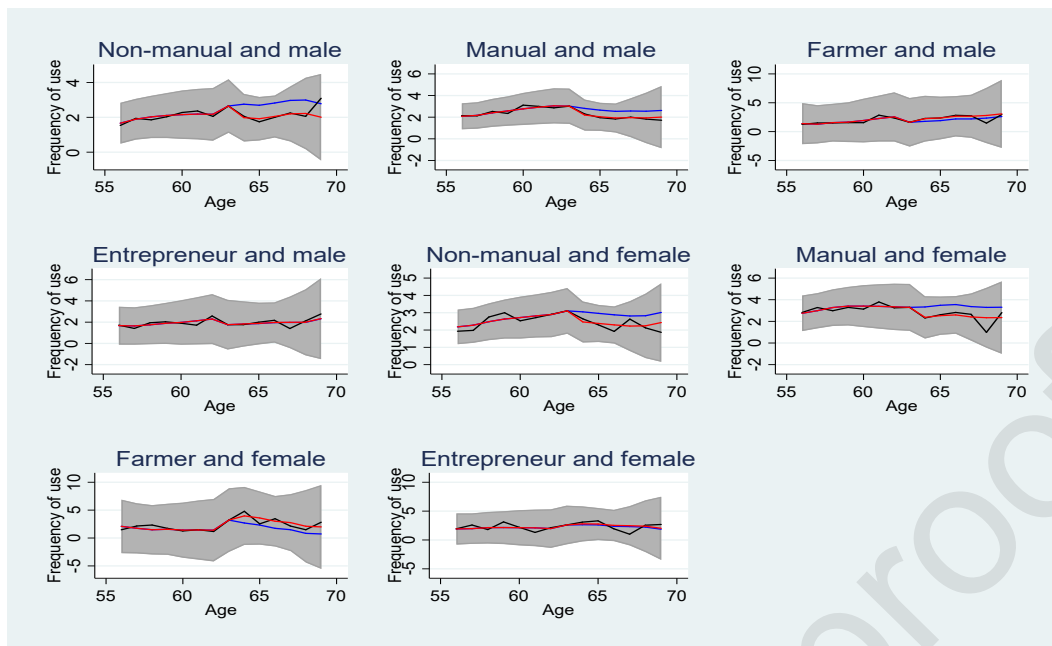 Non-manual and male
Frequency of use
0 2 4
55 60 65 70
Age
Manual and male
Frequency of use
-2 0 2 4 6
55 60 65 70
Age
Farmer and male
Frequency of use
-5 0 5 10
55 60 65 70
Age
Entrepreneur and male
Frequency of use
-2 0 2 4 6
55 60 65 70
Age
Non-manual and female
Frequency of use
0 1 2 3 4 5
55 60 65 70
Age
Manual and female
Frequency of use
-2 0 2 4 6
55 60 65 70
Age
Farmer and female
Frequency of use
-5 0 5 10
55 60 65 70
Age
Entrepreneur and female
Frequency of use
-5 0 5 10
55 60 65 70
Age
proof